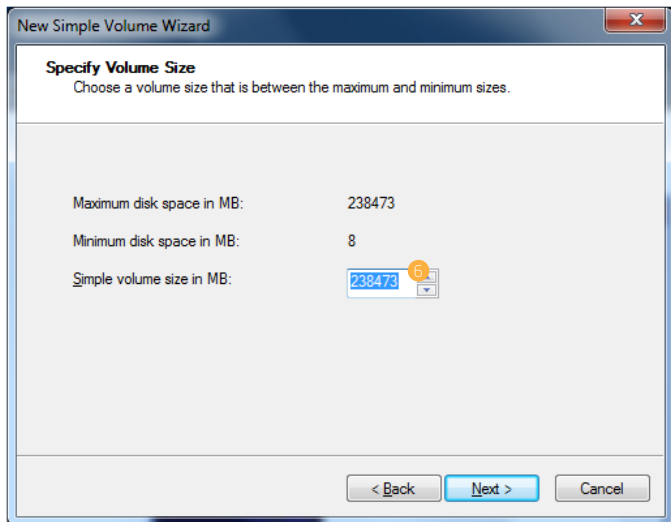 New Simple Volume Wizard
Specify Volume Size
Choose a volume size that is between the maximum and minimum sizes.
Maximum disk space in MB: 238473
Minimum disk space in MB: 8
Simple volume size in MB: 238473 6
< Back Next > Cancel